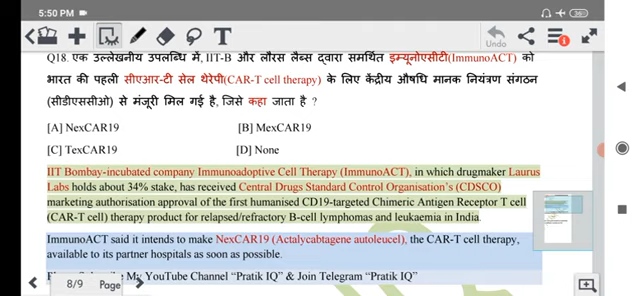 5:50 PM
36
Undo
Q18. एक उल्लेखनीय उपलब्धि में, IIT-B और लौरस लैब्स द्वारा समर्थित इम्यूनोएसीटी(ImmunoACT) को
भारत की पहली सीएआर-टी सेल थेरेपी(CAR-T cell therapy) के लिए केंद्रीय औषधि मानक नियंत्रण संगठन
(सीडीएससीओ) से मंजूरी मिल गई है, जिसे कहा जाता है ?
[A] NexCAR19 [B] MexCAR19
[C] TexCAR19 [D] None
IIT Bombay-incubated company Immunoadoptive Cell Therapy (ImmunoACT), in which drugmaker Laurus
Labs holds about 34% stake, has received Central Drugs Standard Control Organisation's (CDSCO)
marketing authorisation approval of the first humanised CD19-targeted Chimeric Antigen Receptor T cell
(CAR-T cell) therapy product for relapsed/refractory B-cell lymphomas and leukaemia in India.
ImmunoACT said it intends to make NexCAR19 (Actalycabtagene autoleucel), the CAR-T cell therapy,
available to its partner hospitals as soon as possible.
My YouTube Channel "Pratik IQ" & Join Telegram "Pratik IQ"
8/9 Page